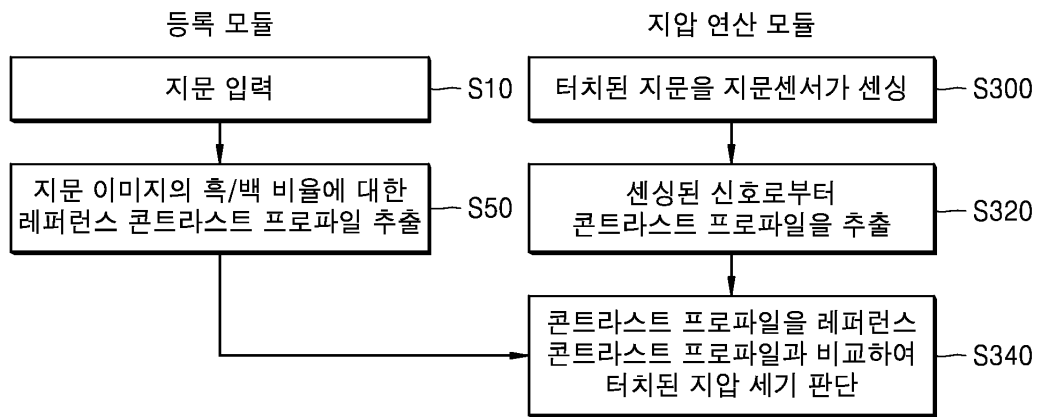 등록 모듈
지문 입력
S10
지문 이미지의 흑/백 비율에 대한
레퍼런스 콘트라스트 프로파일 추출
S50
지압 연산 모듈
터치된 지문을 지문센서가 센싱
S300
센싱된 신호로부터
콘트라스트 프로파일을 추출
S320
콘트라스트 프로파일을 레퍼런스
콘트라스트 프로파일과 비교하여
터치된 지압 세기 판단
S340